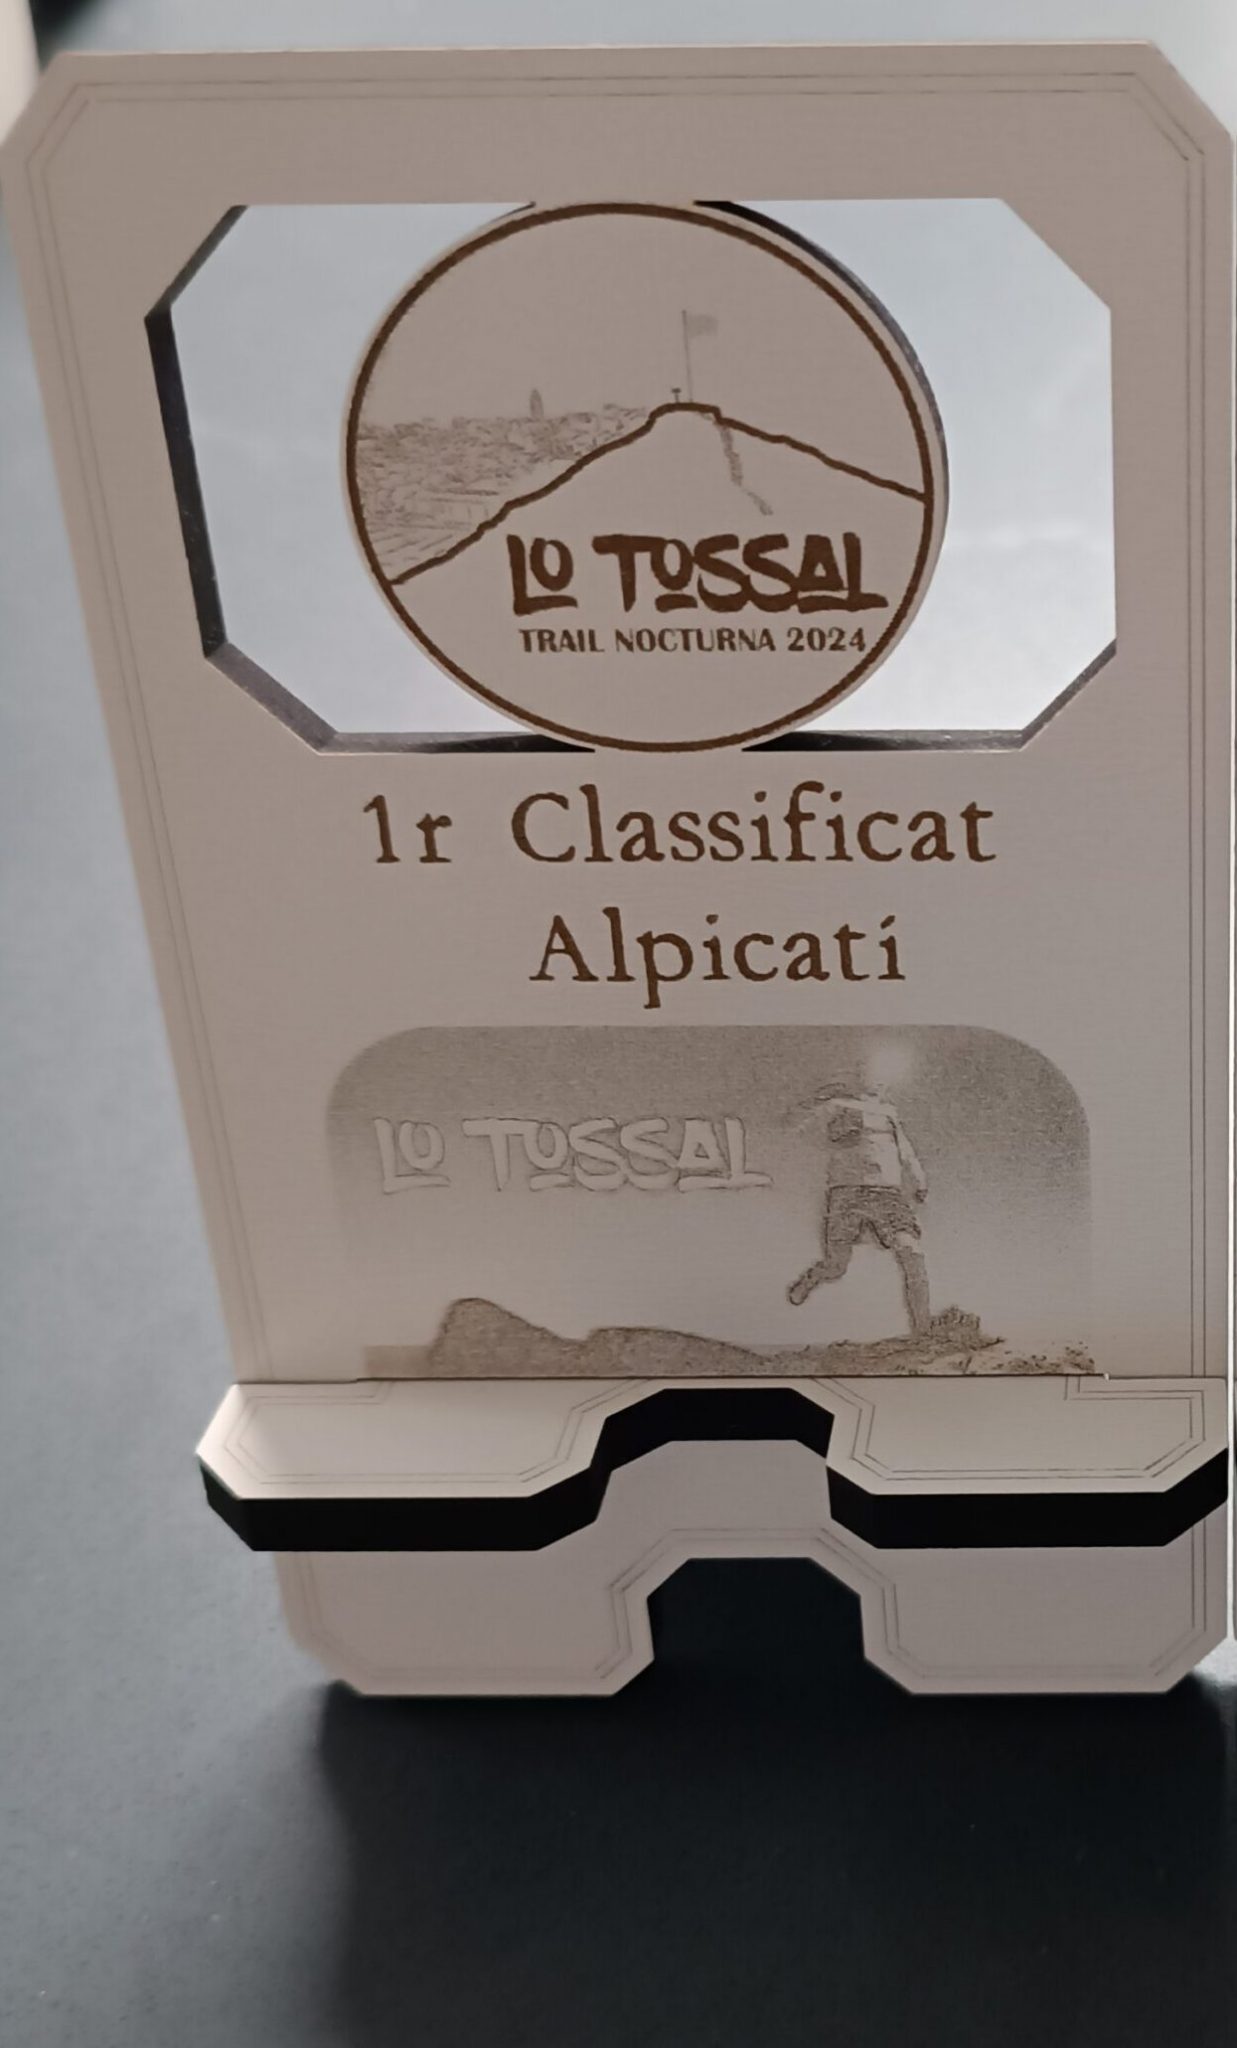 LO TOSSAL
TRAIL NOCTURNA 2024
1r Classificat
Alpicatí
LO TOSSAL